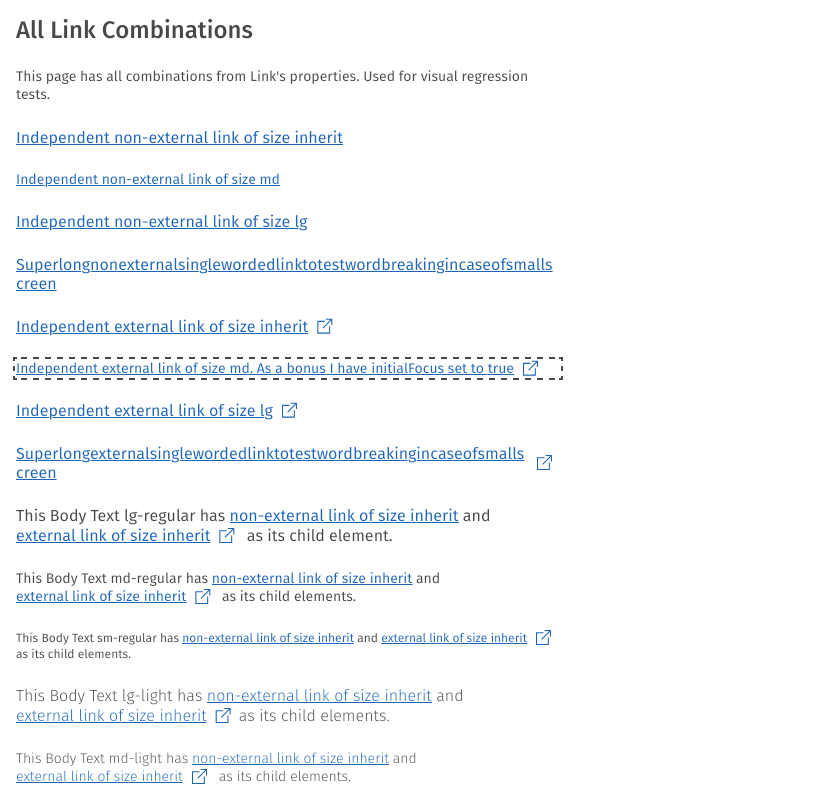 All Link Combinations
This page has all combinations from Link's properties. Used for visual regression
tests.
Independent non-external link of size inherit
Independent non-external link of size md
Independent non-external link of size lg
Superlongnonexternalsinglewordedlinktotestwordbreakingincaseofsmalls
creen
Independent external link of size inherit
Independent external link of size md. As a bonus I have initialFocus set to true
Independent external link of size lg
Superlongexternalsinglewordedlinktotestwordbreakingincaseofsmalls
creen
This Body Text lg-regular has non-external link of size inherit and
external link of size inherit as its child element.
This Body Text md-regular has non-external link of size inherit and
external link of size inherit as its child elements.
This Body Text sm-regular has non-external link of size inherit and external link of size inherit
as its child elements.
This Body Text lg-light has non-external link of size inherit and
external link of size inherit as its child elements.
This Body Text md-light has non-external link of size inherit and
external link of size inherit as its child elements.